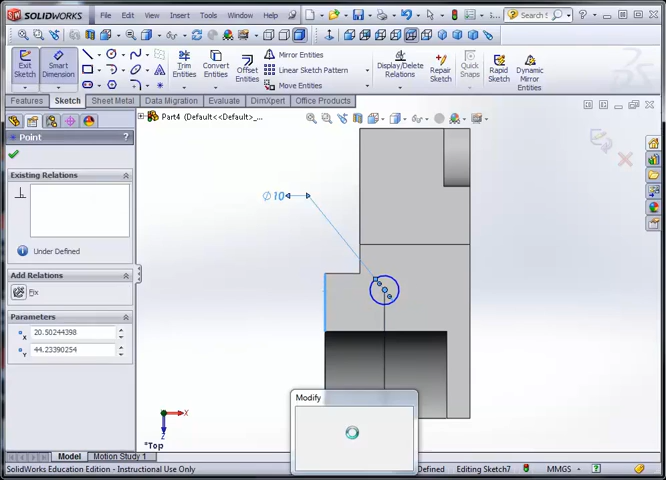 SOLIDWORKS
File Edit View Insert Tools Window Help
Search S
Exit Sketch
Smart Dimension
Trim Entities
Convert Entities
Offset Entities
Mirror Entities
Linear Sketch Pattern
Move Entities
Display/Delete Relations
Repair Sketch
Quick Snaps
Rapid Sketch
Dynamic Mirror
Features Sketch Sheet Metal Data Migration Evaluate DimXpert Office Products
Part4 (Default<<Default>_...
Point ?
Existing Relations
Under Defined
Add Relations
Fix
Parameters
20.50244398
44.23390254
∅10
Modify
X
Z
*Top
Model Motion Study 1
SolidWorks Education Edition - Instructional Use Only
Defined Editing Sketch7 MMGS ?